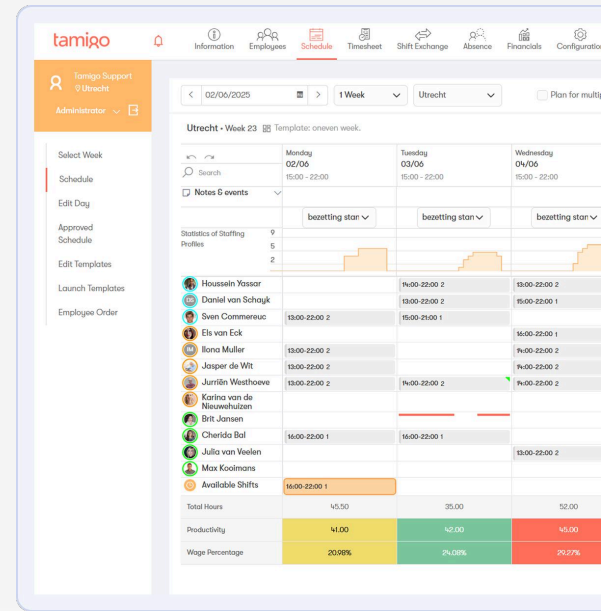 tamigo
Information Employees Schedule Timesheet Shift Exchange Absence Financials Configuration
Tamigo Support
Utrecht
Administrator
02/06/2025 1 Week Utrecht Plan for multip
Utrecht • Week 23 Template: oneven week.
Select Week
Schedule
Edit Day
Approved
Schedule
Edit Templates
Launch Templates
Employee Order
Search
Monday
02/06
15:00 - 22:00
Tuesday
03/06
15:00 - 22:00
Wednesday
04/06
15:00 - 22:00
Notes & events
bezetting stan bezetting stan bezetting stan
Statistics of Staffing
Profiles
9
5
2
Houssein Yassar 14:00-22:00 2 13:00-22:00 2
DS Daniel van Schayk 13:00-22:00 2 15:00-22:00 1
Sven Commereuc 13:00-22:00 2 15:00-21:00 1
Els van Eck 16:00-22:00 1
IM Ilona Muller 13:00-22:00 2 14:00-22:00 2
Jasper de Wit 13:00-22:00 2 14:00-22:00 2
Jurriën Westhoeve 13:00-22:00 2 14:00-22:00 2 14:00-22:00 2
Karina van de
Nieuwehuizen
Brit Jansen
Cherida Bal 16:00-22:00 1 16:00-22:00 1
Julia van Veelen 13:00-22:00 2
Max Kooimans
Available Shifts 16:00-22:00 1
Total Hours 45.50 35.00 52.00
Productivity 41.00 42.00 45.00
Wage Percentage 20.98% 24.08% 29.27%